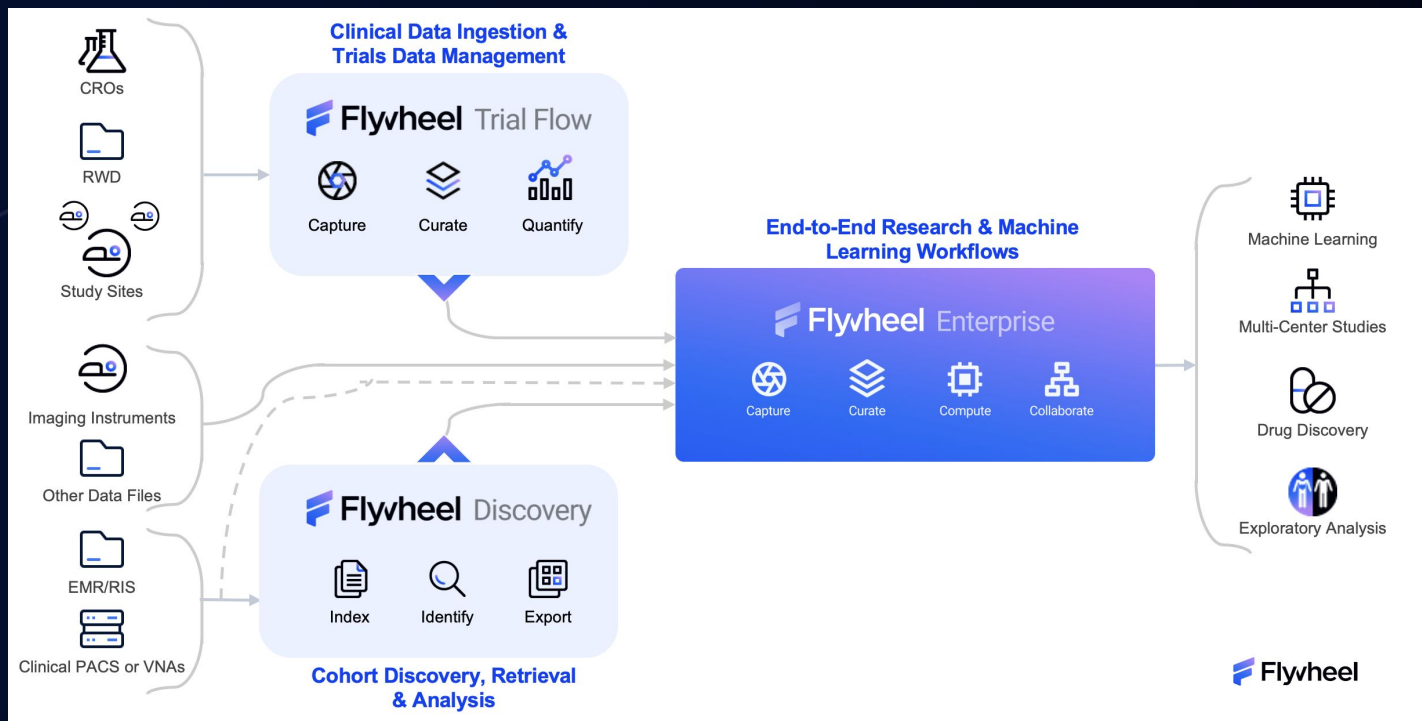 CROs
RWD
Study Sites
Imaging Instruments
Other Data Files
EMR/RIS
Clinical PACS or VNAs
Clinical Data Ingestion &
Trials Data Management
Flywheel Trial Flow
Capture
Curate
Quantify
Flywheel Discovery
Index
Identify
Export
Cohort Discovery, Retrieval
& Analysis
End-to-End Research & Machine
Learning Workflows
Flywheel Enterprise
Capture
Curate
Compute
Collaborate
Machine Learning
Multi-Center Studies
Drug Discovery
Exploratory Analysis
Flywheel